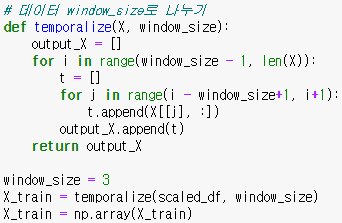 # 데이터 window_size로 나누기
def temporalize(X, window_size):
    output_X = []
    for i in range(window_size - 1, len(X)):
        t = []
        for j in range(i - window_size+1, i+1):
            t.append(X[[j], :])
        output_X.append(t)
    return output_X

window_size = 3
X_train = temporalize(scaled_df, window_size)
X_train = np.array(X_train)